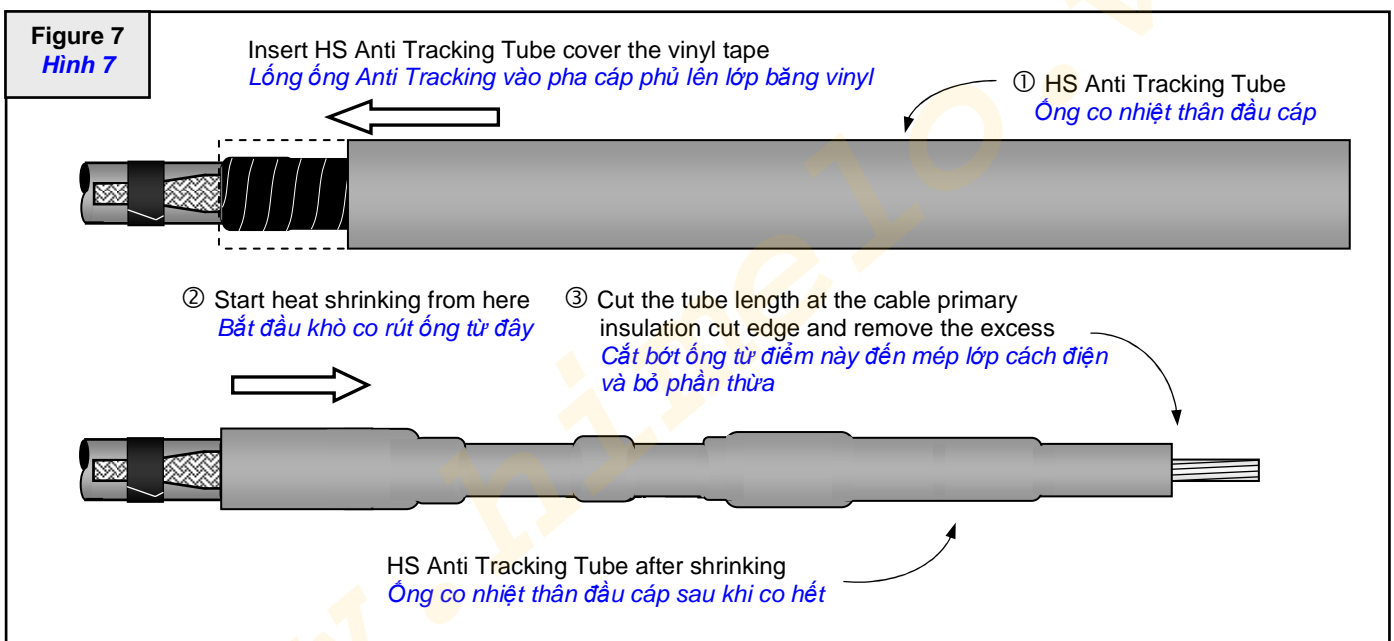 Figure 7
Hình 7
Insert HS Anti Tracking Tube cover the vinyl tape
Lống ống Anti Tracking vào pha cáp phủ lên lớp băng vinyl
① HS Anti Tracking Tube
Ống co nhiệt thân đầu cáp
② Start heat shrinking from here
Bắt đầu khò co rút ống từ đây
③ Cut the tube length at the cable primary
insulation cut edge and remove the excess
Cắt bớt ống từ điểm này đến mép lớp cách điện
và bỏ phần thừa
HS Anti Tracking Tube after shrinking
Ống co nhiệt thân đầu cáp sau khi co hết